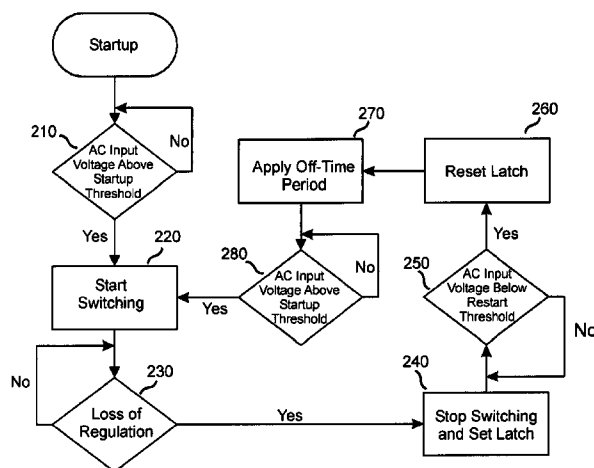 Startup
210
AC Input
Voltage Above
Startup
Threshold
No
Yes
220
Start
Switching
No
230
Loss of
Regulation
Yes
240
Stop Switching
and Set Latch
250
AC Input
Voltage Below
Restart
Threshold
No
Yes
260
Reset Latch
270
Apply Off-Time
Period
280
AC Input
Voltage Above
Startup
Threshold
No
Yes